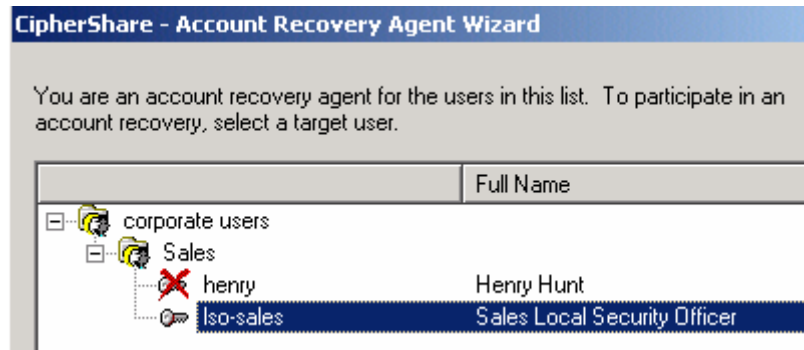 CipherShare - Account Recovery Agent Wizard
You are an account recovery agent for the users in this list. To participate in an
account recovery, select a target user.
Full Name
corporate users
Sales
henry Henry Hunt
lso-sales Sales Local Security Officer